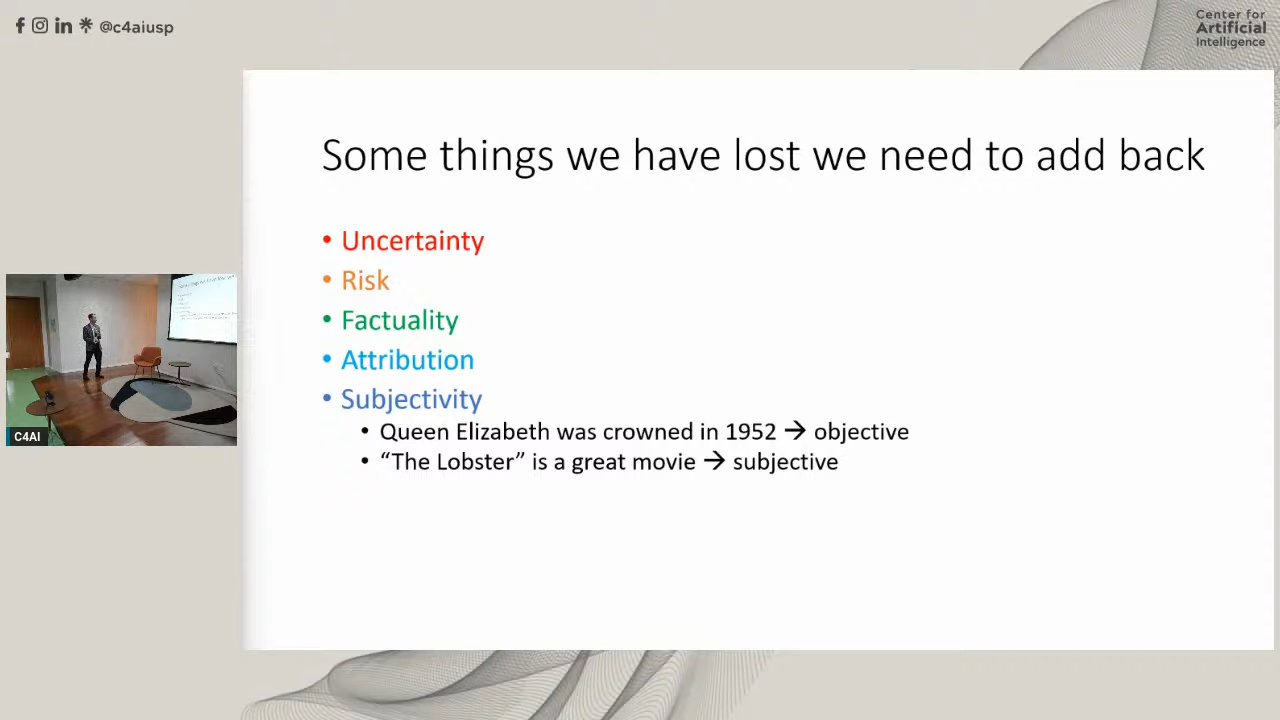 @c4aiusp
Center for
Artificial
Intelligence
Some things we have lost we need to add back
• Uncertainty
• Risk
• Factuality
• Attribution
• Subjectivity
• Queen Elizabeth was crowned in 1952 → objective
• “The Lobster” is a great movie → subjective
C4AI